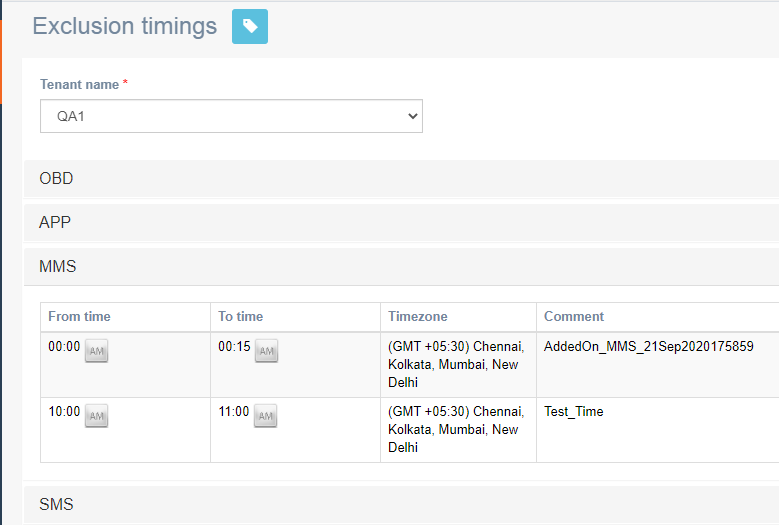 Exclusion timings
Tenant name *
QA1
OBD
APP
MMS
From time To time Timezone Comment
00:00 AM 00:15 AM (GMT +05:30) Chennai, AddedOn_MMS_21Sep2020175859
Kolkata, Mumbai, New
Delhi
10:00 AM 11:00 AM (GMT +05:30) Chennai, Test_Time
Kolkata, Mumbai, New
Delhi
SMS